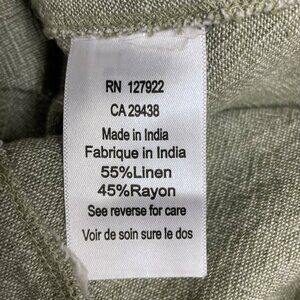 RN 127922
CA 29438
Made in India
Fabrique in India
55%Linen
45%Rayon
See reverse for care
Voir de soin sure le dos